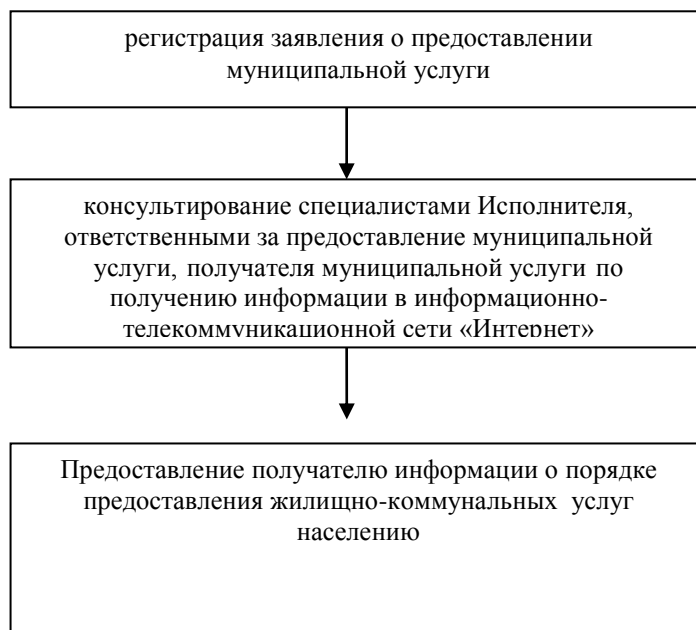 регистрация заявления о предоставлении
муниципальной услуги
консультирование специалистами Исполнителя,
ответственными за предоставление муниципальной
услуги, получателя муниципальной услуги по
получению информации в информационно-
телекоммуникационной сети «Интернет»
Предоставление получателю информации о порядке
предоставления жилищно-коммунальных услуг
населению